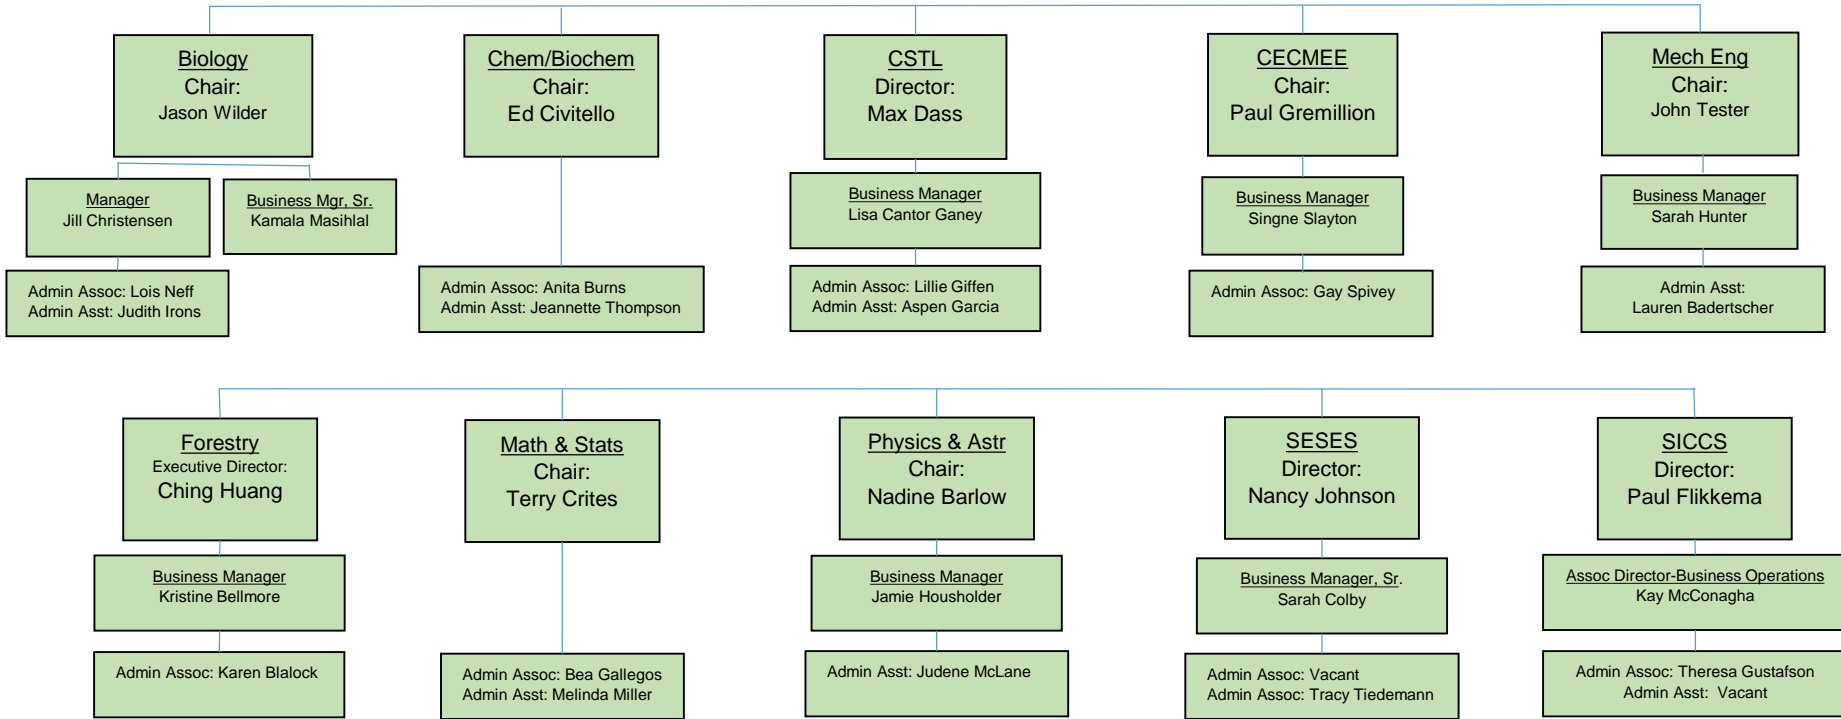 Biology
Chair:
Jason Wilder
Chem/Biochem
Chair:
Ed Civitello
CSTL
Director:
Max Dass
CECMEE
Chair:
Paul Gremillion
Mech Eng
Chair:
John Tester
Manager
Jill Christensen
Business Mgr, Sr.
Kamala Masihlal
Business Manager
Lisa Cantor Ganey
Business Manager
Singne Slayton
Business Manager
Sarah Hunter
Admin Assoc: Lois Neff
Admin Asst: Judith Irons
Admin Assoc: Anita Burns
Admin Asst: Jeannette Thompson
Admin Assoc: Lillie Giffen
Admin Asst: Aspen Garcia
Admin Assoc: Gay Spivey
Admin Asst:
Lauren Badertscher
Forestry
Executive Director:
Ching Huang
Math & Stats
Chair:
Terry Crites
Physics & Astr
Chair:
Nadine Barlow
SESES
Director:
Nancy Johnson
SICCS
Director:
Paul Flikkema
Business Manager
Kristine Bellmore
Business Manager
Jamie Housholder
Business Manager, Sr.
Sarah Colby
Assoc Director-Business Operations
Kay McConagha
Admin Assoc: Karen Blalock
Admin Assoc: Bea Gallegos
Admin Asst: Melinda Miller
Admin Asst: Judene McLane
Admin Assoc: Vacant
Admin Assoc: Tracy Tiedemann
Admin Assoc: Theresa Gustafson
Admin Asst: Vacant